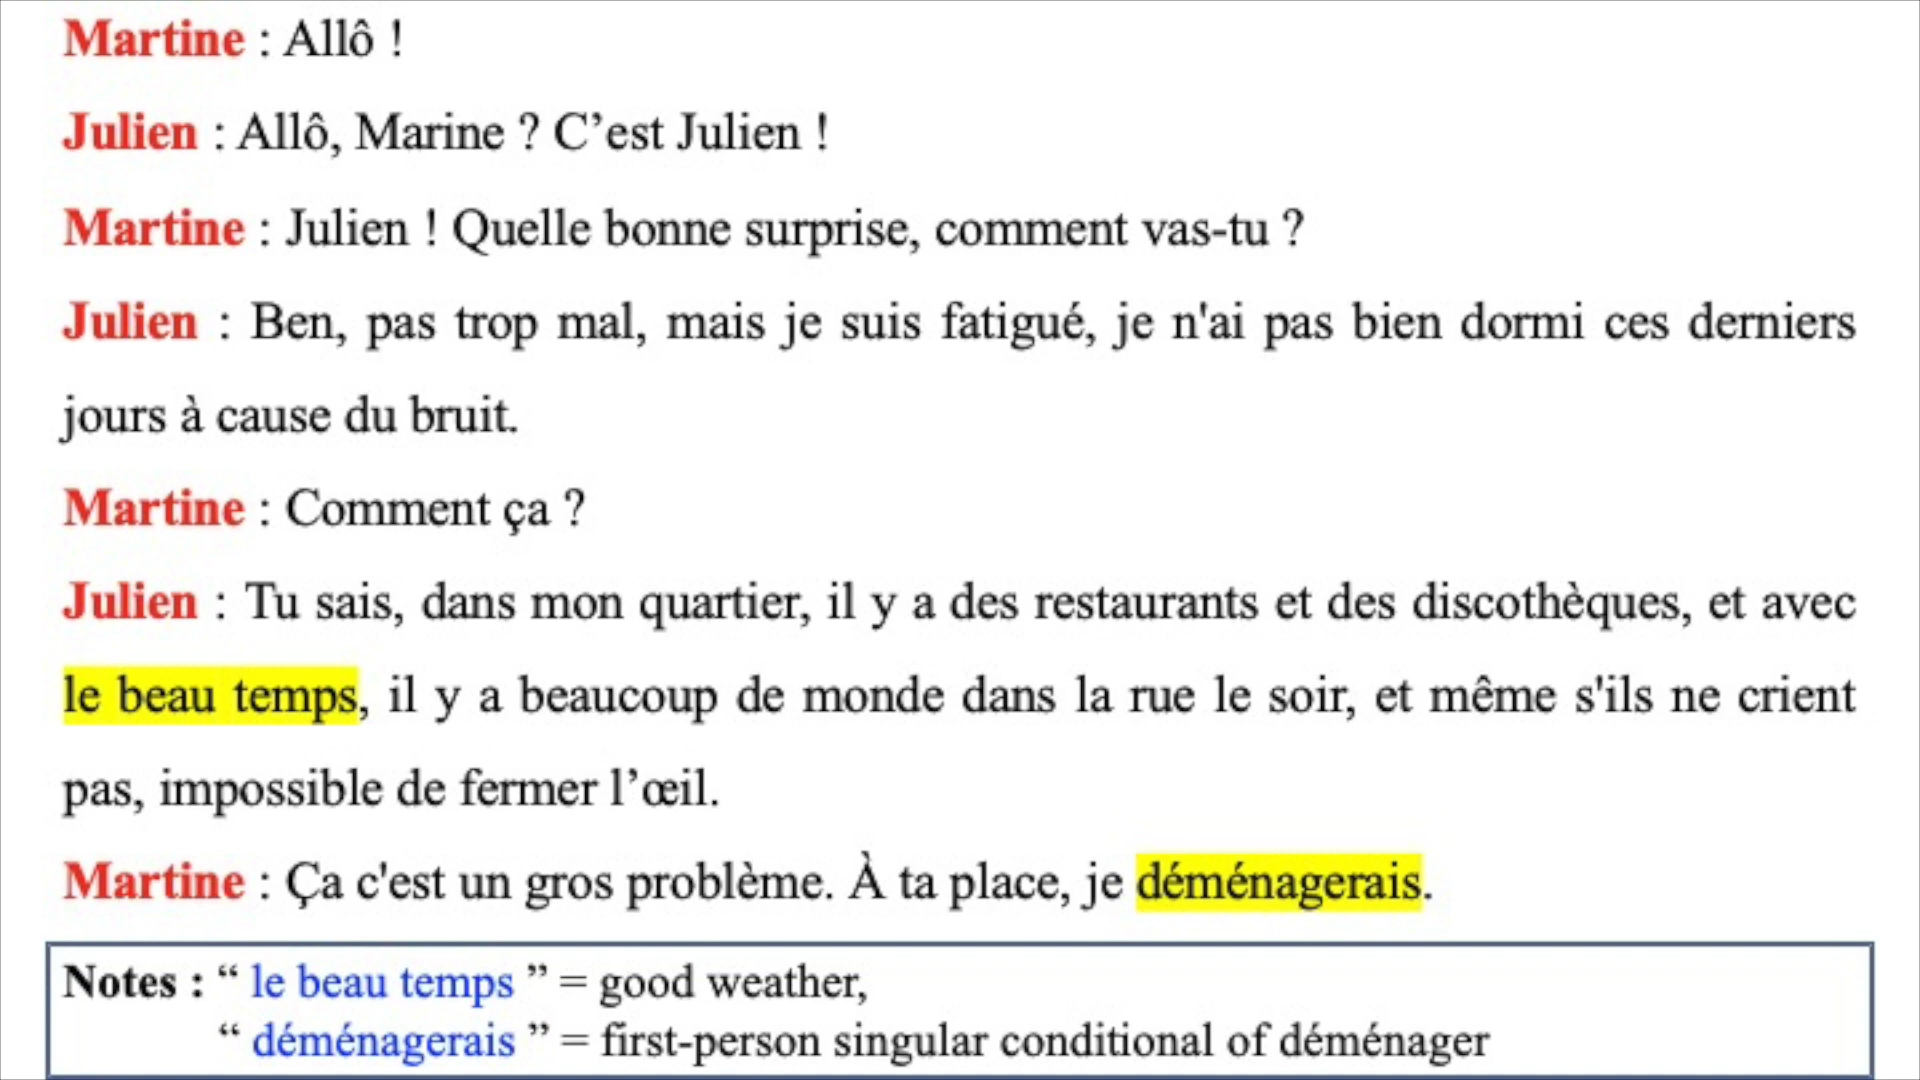 Martine : Allô !
Julien : Allô, Marine ? C’est Julien !
Martine : Julien ! Quelle bonne surprise, comment vas-tu ?
Julien : Ben, pas trop mal, mais je suis fatigué, je n'ai pas bien dormi ces derniers
jours à cause du bruit.
Martine : Comment ça ?
Julien : Tu sais, dans mon quartier, il y a des restaurants et des discothèques, et avec
le beau temps, il y a beaucoup de monde dans la rue le soir, et même s'ils ne crient
pas, impossible de fermer l’œil.
Martine : Ça c'est un gros problème. À ta place, je déménagerais.
Notes : “ le beau temps ” = good weather,
“ déménagerais ” = first-person singular conditional of déménager